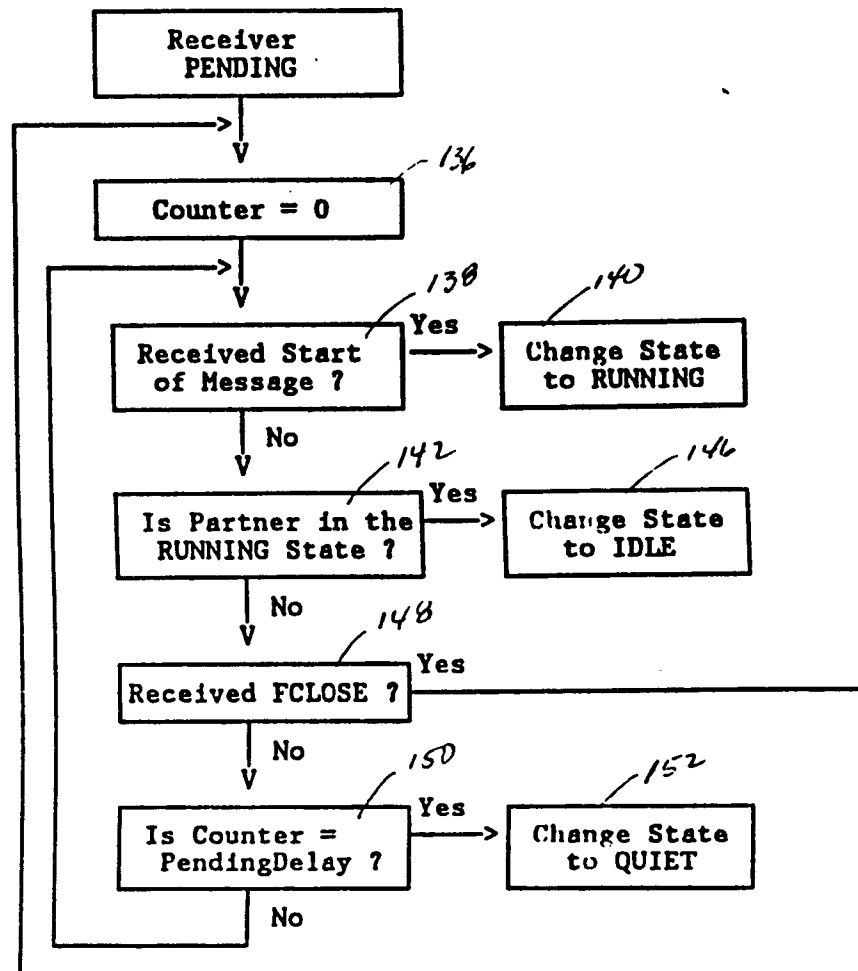 Receiver
PENDING
V
136
Counter = 0
V
138
140
Received Start
of Message ?
Yes
Change State
to RUNNING
No
V
142
146
Is Partner in the
RUNNING State ?
Yes
Change State
to IDLE
No
V
148
Received FCLOSE ?
Yes
No
V
150
152
Is Counter =
PendingDelay ?
Yes
Change State
to QUIET
No